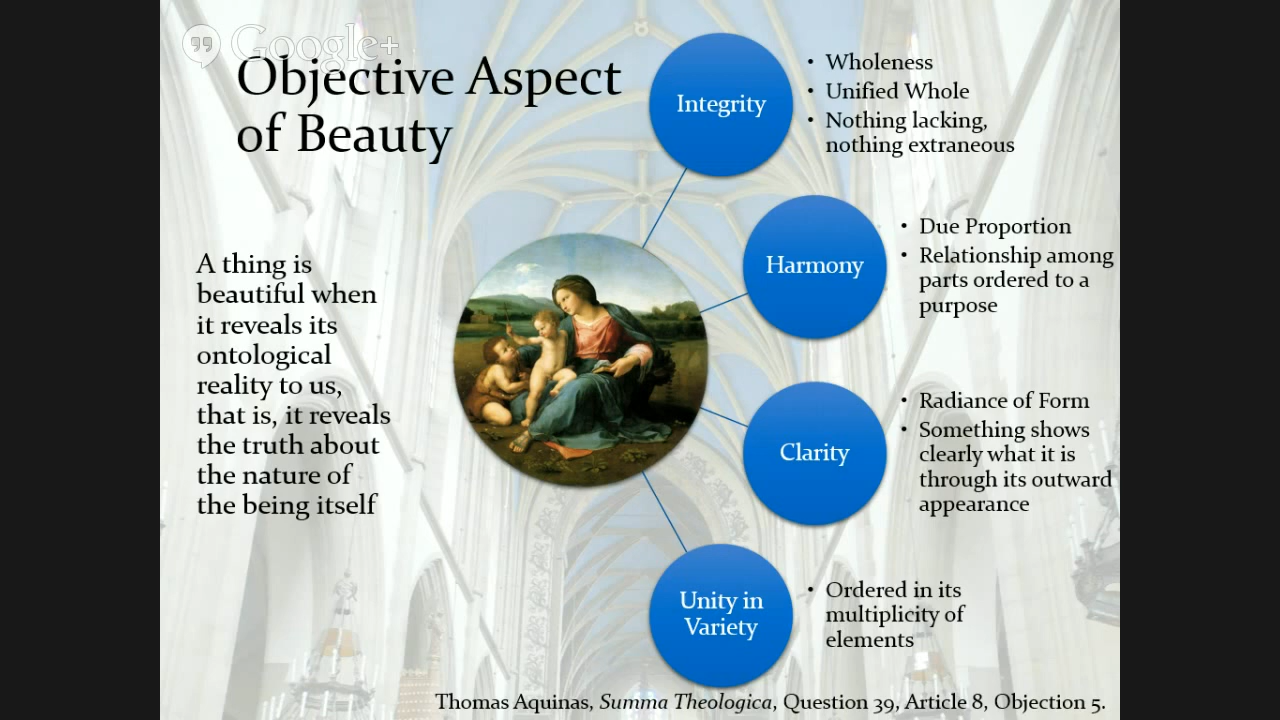 Google+
Objective Aspect
of Beauty
A thing is
beautiful when
it reveals its
ontological
reality to us,
that is, it reveals
the truth about
the nature of
the being itself
Integrity
• Wholeness
• Unified Whole
• Nothing lacking,
nothing extraneous
Harmony
• Due Proportion
• Relationship among
parts ordered to a
purpose
Clarity
• Radiance of Form
• Something shows
clearly what it is
through its outward
appearance
Unity in
Variety
• Ordered in its
multiplicity of
elements
Thomas Aquinas, Summa Theologica, Question 39, Article 8, Objection 5.